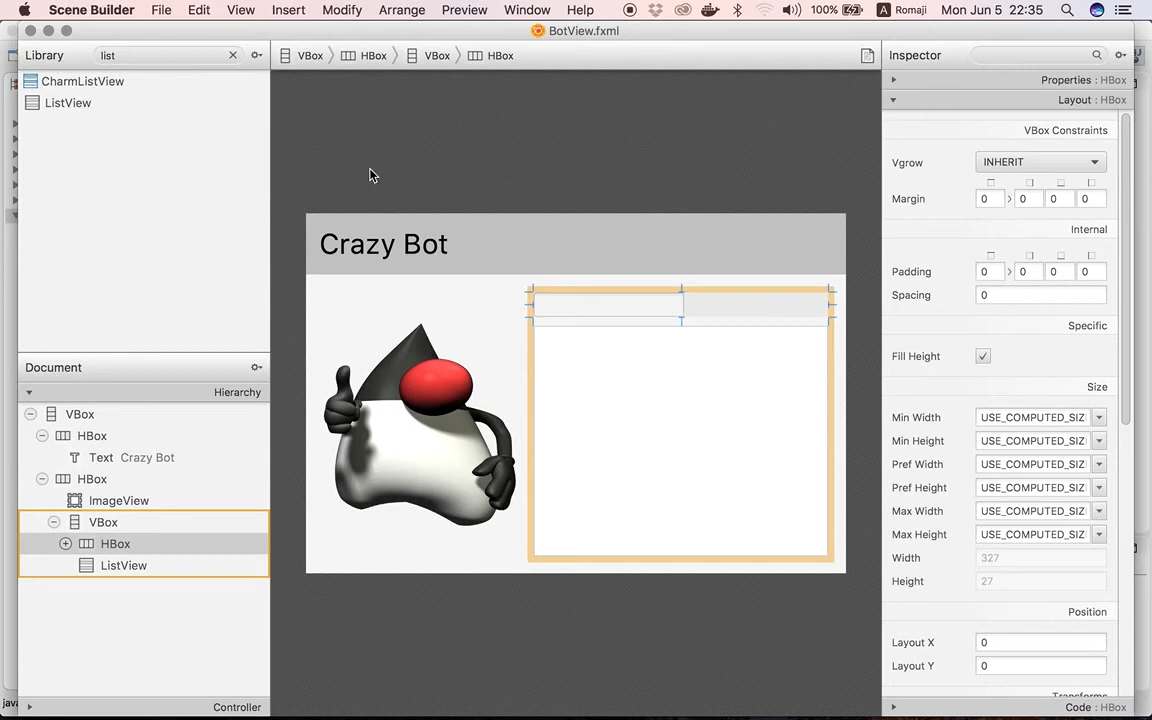 Scene Builder File Edit View Insert Modify Arrange Preview Window Help 100% A Romaji Mon Jun 5 22:35
BotView.fxml
Library list
VBox HBox VBox HBox
Inspector
CharmListView
ListView
Properties : HBox
Layout : HBox
VBox Constraints
Vgrow INHERIT
Margin 0 0 0 0
Internal
Padding 0 0 0 0
Spacing 0
Specific
Fill Height
Size
Min Width USE_COMPUTED_SIZ
Min Height USE_COMPUTED_SIZ
Pref Width USE_COMPUTED_SIZ
Pref Height USE_COMPUTED_SIZ
Max Width USE_COMPUTED_SIZ
Max Height USE_COMPUTED_SIZ
Width 327
Height 27
Position
Layout X 0
Layout Y 0
Transforms
Code : HBox
Crazy Bot
Document
Hierarchy
VBox
HBox
Text Crazy Bot
HBox
ImageView
VBox
HBox
ListView
Controller